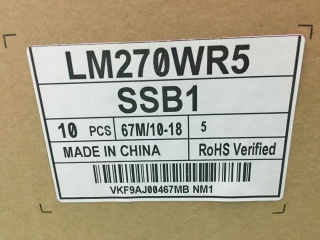 LM270WR5
SSB1
10 PCS 67M/10-18 5
MADE IN CHINA RoHS Verified
VKF9AJ00467MB NM1